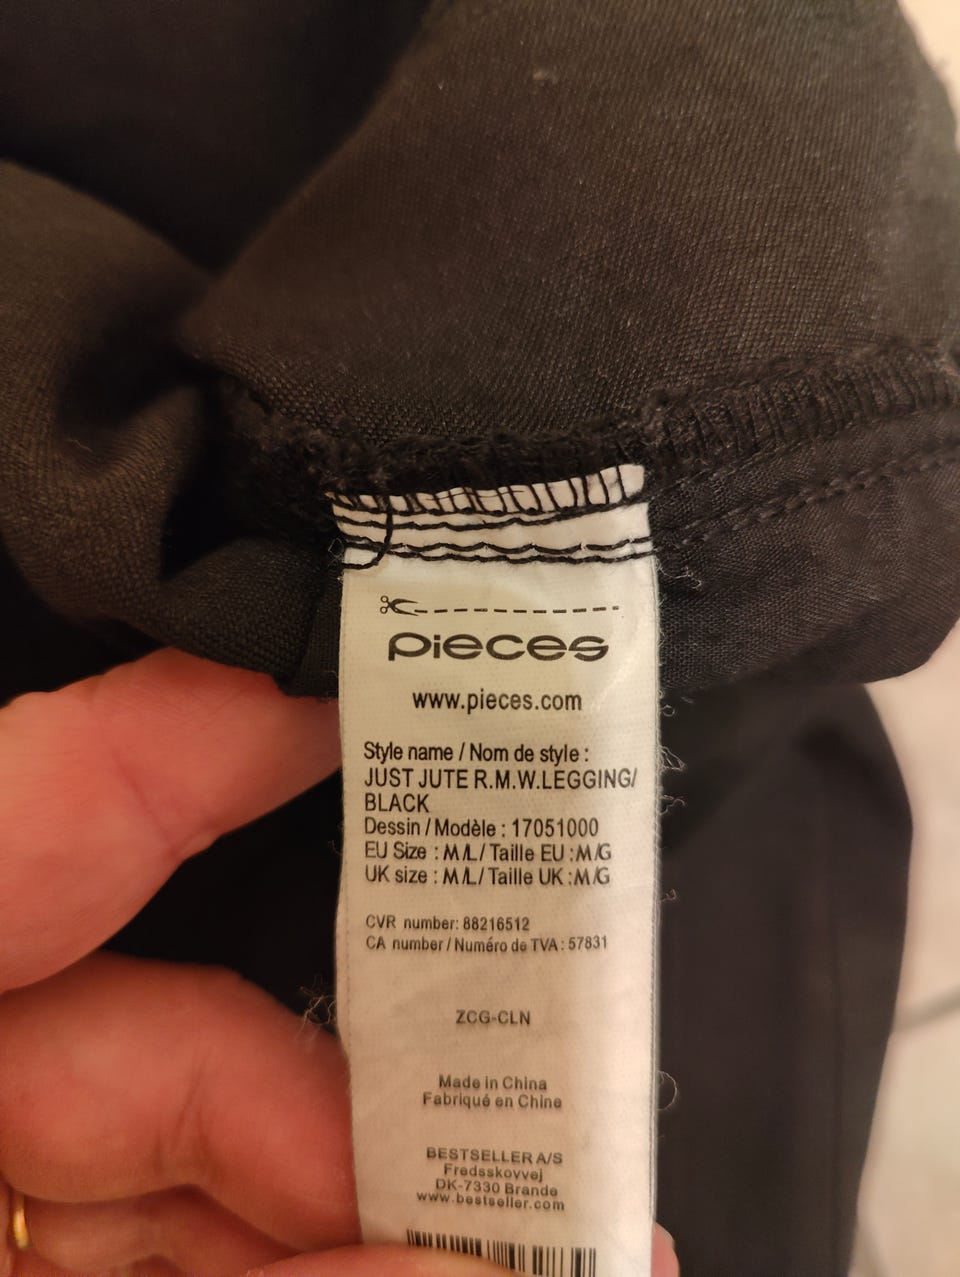 pieces
www.pieces.com
Style name / Nom de style :
JUST JUTE R.M.W.LEGGING/
BLACK
Dessin / Modèle : 17051000
EU Size : M/L / Taille EU : M/G
UK size : M/L / Taille UK : M/G
CVR number: 88216512
CA number / Numéro de TVA : 57831
ZCG-CLN
Made in China
Fabriqué en Chine
BESTSELLER A/S
Fredsskovvej
DK-7330 Brande
www.bestseller.com